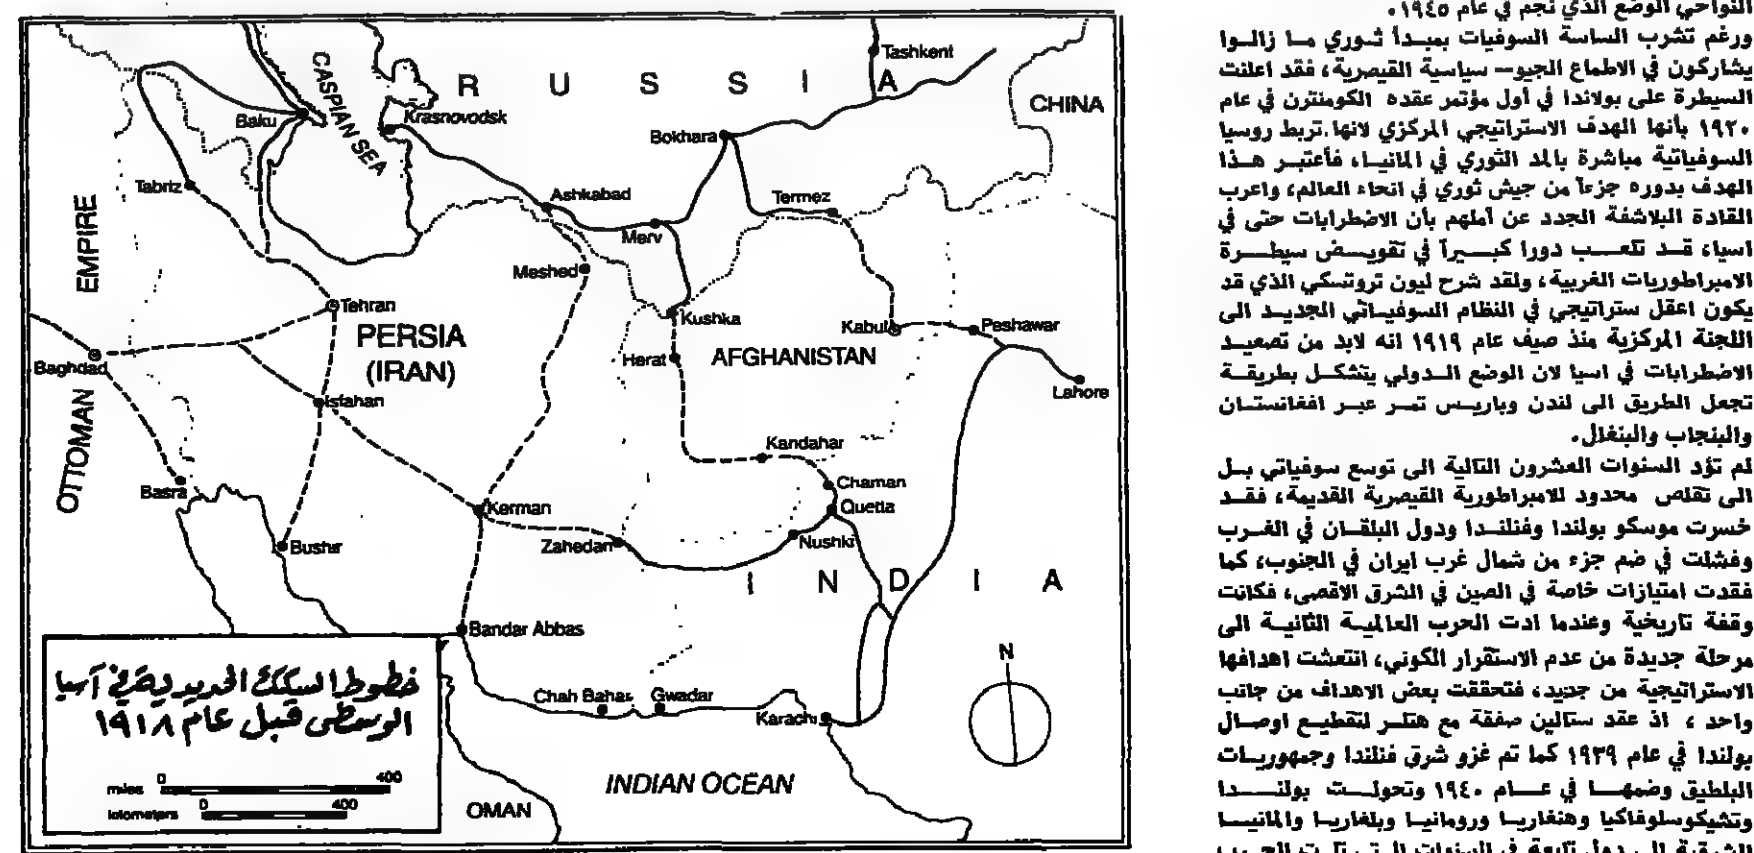 RUSSIA
Tashkent
CHINA
CASPIAN SEA
Baku
Krasnovodsk
Bokhara
Tabriz
Ashkabad
Termez
Merv
OTTOMAN EMPIRE
Meshed
Tehran
PERSIA
(IRAN)
Kushka
Kabul
Peshawar
Herat
AFGHANISTAN
Baghdad
Lahore
Isfahan
Kandahar
Basra
Chaman
Kerman
Quetta
Bushir
Zahedan
Nushki
INDIA
Bandar Abbas
N
Chah Bahar
Gwadar
Karachi
INDIAN OCEAN
OMAN
خطوط السكك الحديدية في آسيا
الوسطى قبل عام ١٩١٨
0 400
miles
0 400
kilometers
النواحي الوضع الذي نجم في عام ١٩٤٥.
ورغم تشرب الساسة السوفيات بمبدأ ثوري ما زالوا
يشاركون في الاطماع الجيو– سياسية القيصرية، فقد اعلنت
السيطرة على بولاندا في أول مؤتمر عقده الكومنترن في عام
١٩٢٠ بأنها الهدف الاستراتيجي المركزي لانها.تربط روسيا
السوفياتية مباشرة بالمد الثوري في المانيا، فأعتبر هذا
الهدف بدوره جزءاً من جيش ثوري في انحاء العالم، واعرب
القادة البلاشفة الجدد عن أملهم بأن الاضطرابات حتى في
اسيا، قد تلعب دورا كبيراً في تقويض سيطرة
الامبراطوريات الغربية، ولقد شرح ليون تروتسكي الذي قد
يكون اعقل ستراتيجي في النظام السوفياتي الجديد الى
اللجنة المركزية منذ صيف عام ١٩١٩ انه لابد من تصعيد
الاضطرابات في اسيا لان الوضع الدولي يتشكل بطريقة
تجعل الطريق الى لندن وباريس تمر عبر افغانستان
والبنجاب والبنغال.
لم تؤد السنوات العشرون التالية الى توسع سوفياتي بل
الى تقلص محدود للامبراطورية القيصرية القديمة، فقد
خسرت موسكو بولندا وفنلندا ودول البلقان في الغرب
وفشلت في ضم جزء من شمال غرب ايران في الجنوب، كما
فقدت امتيازات خاصة في الصين في الشرق الاقصى، فكانت
وقفة تاريخية وعندما ادت الحرب العالمية الثانية الى
مرحلة جديدة من عدم الاستقرار الكوني، انتعشت اهدافها
الاستراتيجية من جديد، فتحققت بعض الاهداف من جانب
واحد ، اذ عقد ستالين صفقة مع هتلر لتقطيع اوصال
بولندا في عام ١٩٣٩ كما تم غزو شرق فنلندا وجمهوريات
البلطيق وضمها في عام ١٩٤٠ وتحولت بولندا
وتشيكوسلوفاكيا وهنغاريا ورومانيا وبلغاريا والمانيا
الشرقية الى دول تابعة في السنوات التي تلت الحرب